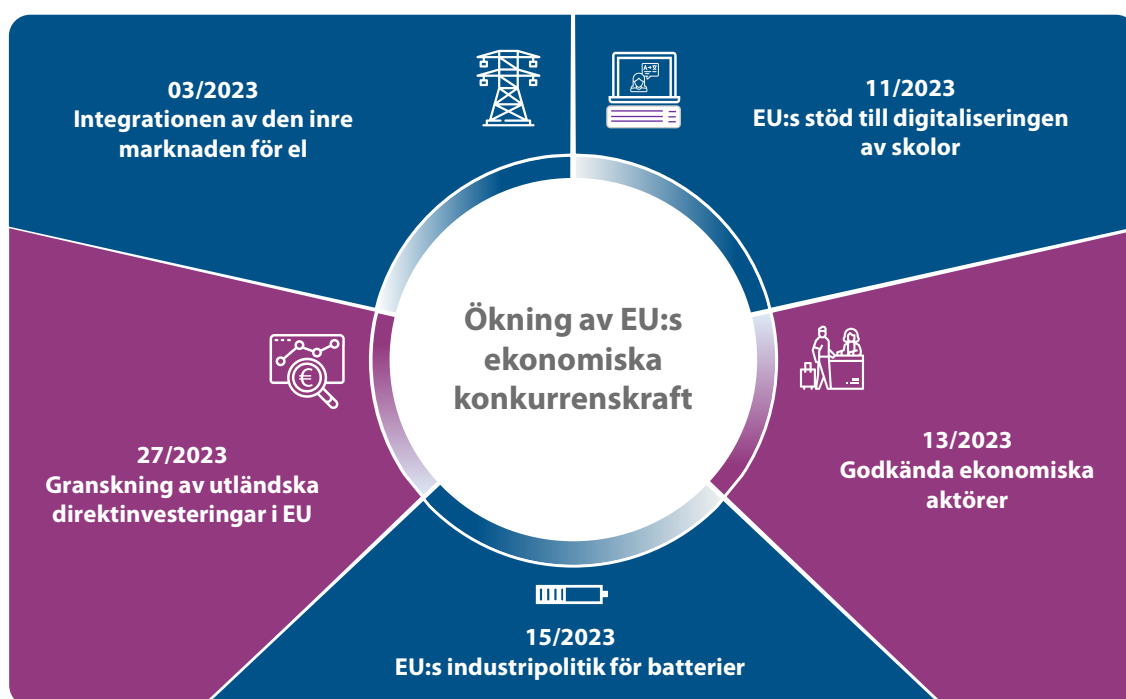 03/2023
Integrationen av den inre
marknaden för el
11/2023
EU:s stöd till digitaliseringen
av skolor
Ökning av EU:s
ekonomiska
konkurrenskraft
27/2023
Granskning av utländska
direktinvesteringar i EU
13/2023
Godkända ekonomiska
aktörer
15/2023
EU:s industripolitik för batterier